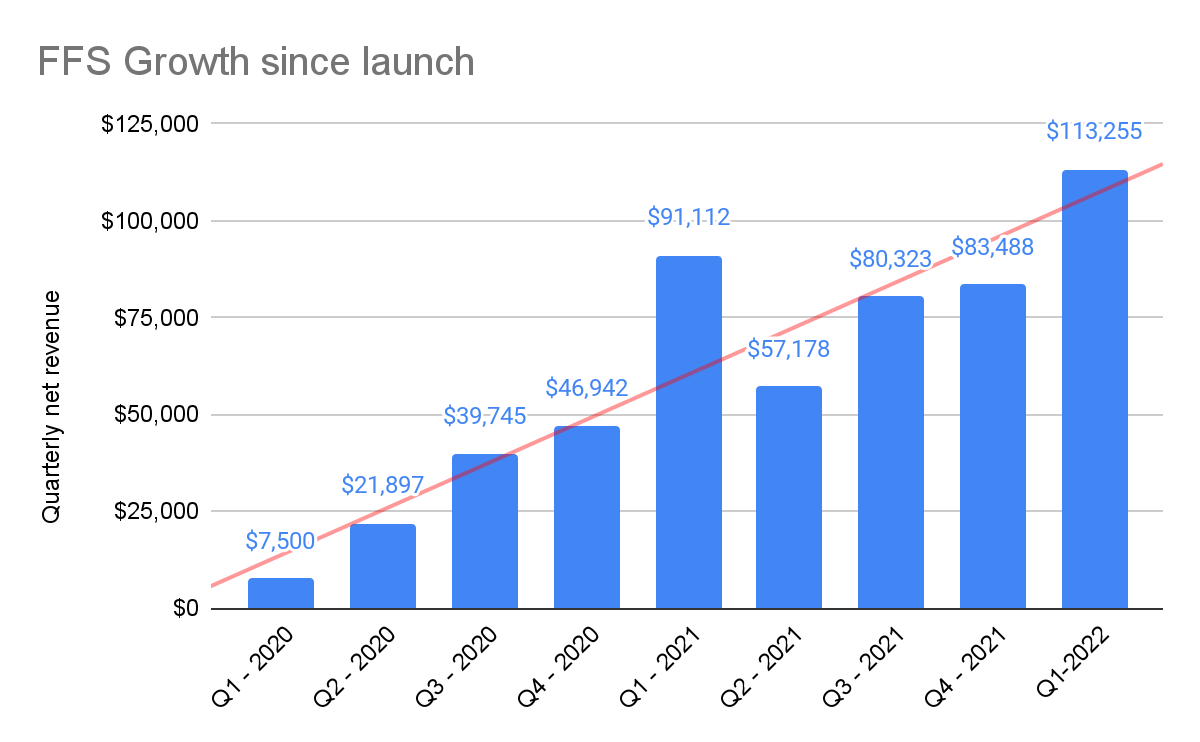 FFS Growth since launch
Quarterly net revenue
$125,000
$100,000
$75,000
$50,000
$25,000
$0
$7,500
$21,897
$39,745
$46,942
$91,112
$57,178
$80,323
$83,488
$113,255
Q1 - 2020
Q2 - 2020
Q3 - 2020
Q4 - 2020
Q1 - 2021
Q2 - 2021
Q3 - 2021
Q4 - 2021
Q1-2022